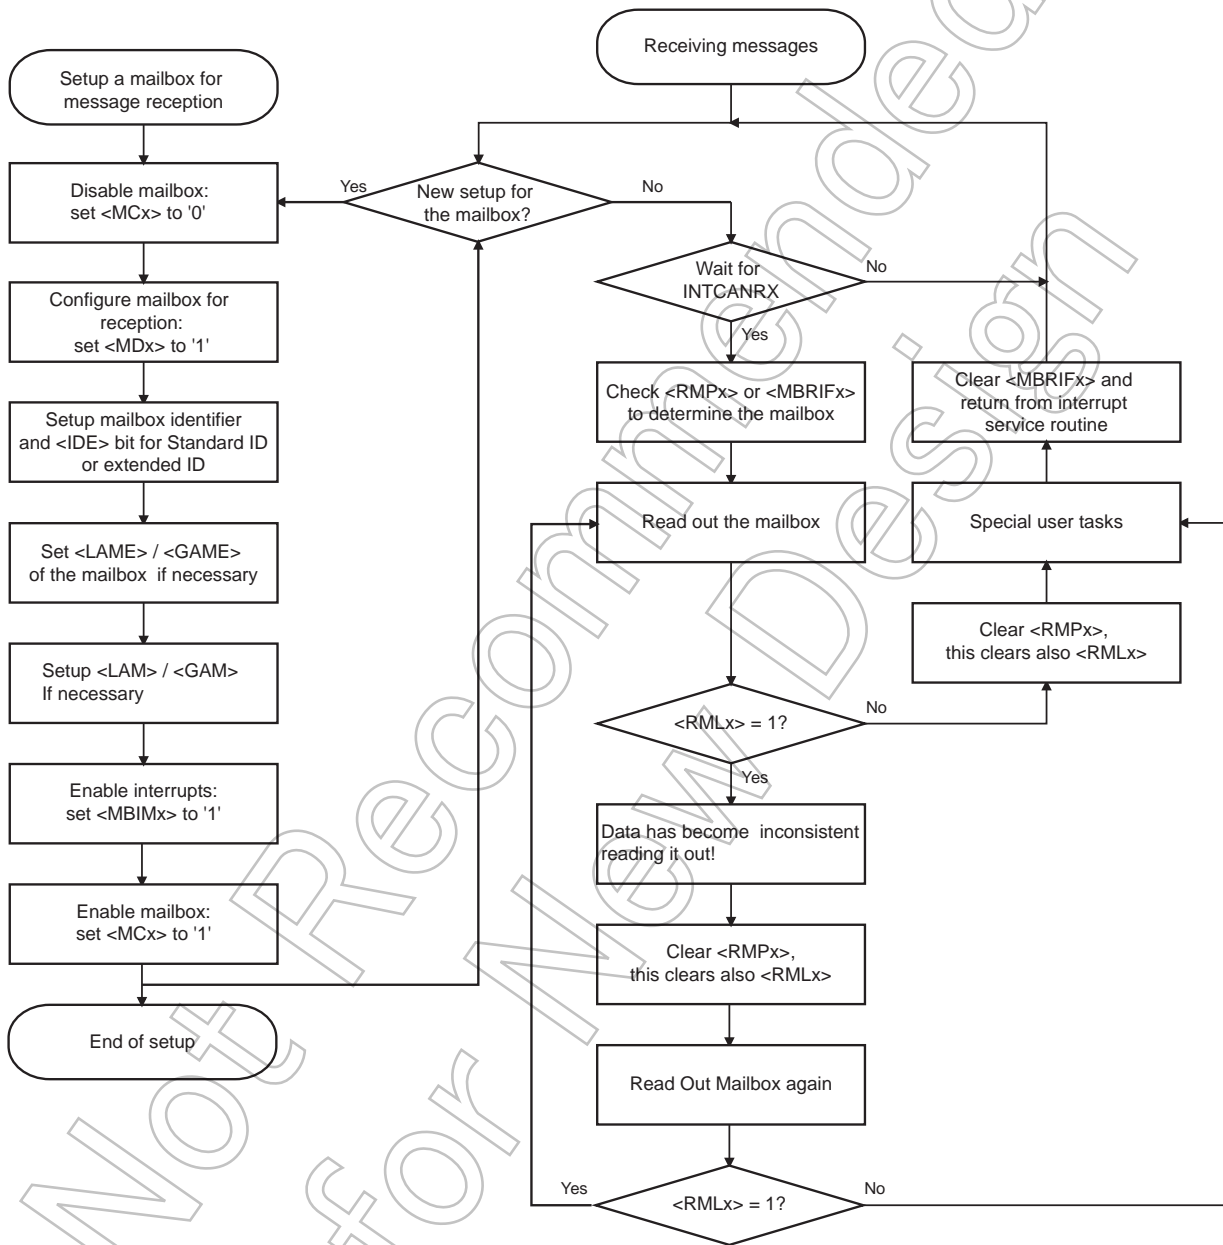 Setup a mailbox for
message reception
Disable mailbox:
set <MCx> to '0'
Configure mailbox for
reception:
set <MDx> to '1'
Setup mailbox identifier
and <IDE> bit for Standard ID
or extended ID
Set <LAME> / <GAME>
of the mailbox if necessary
Setup <LAM> / <GAM>
If necessary
Enable interrupts:
set <MBIMx> to '1'
Enable mailbox:
set <MCx> to '1'
End of setup
Receiving messages
Yes
New setup for
the mailbox?
No
Wait for
INTCANRX
No
Yes
Check <RMPx> or <MBRIFx>
to determine the mailbox
Read out the mailbox
<RMLx> = 1?
No
Yes
Data has become inconsistent
reading it out!
Clear <RMPx>,
this clears also <RMLx>
Read Out Mailbox again
Yes
<RMLx> = 1?
No
Clear <MBRIFx> and
return from interrupt
service routine
Special user tasks
Clear <RMPx>,
this clears also <RMLx>
Not Recommended
for New Design